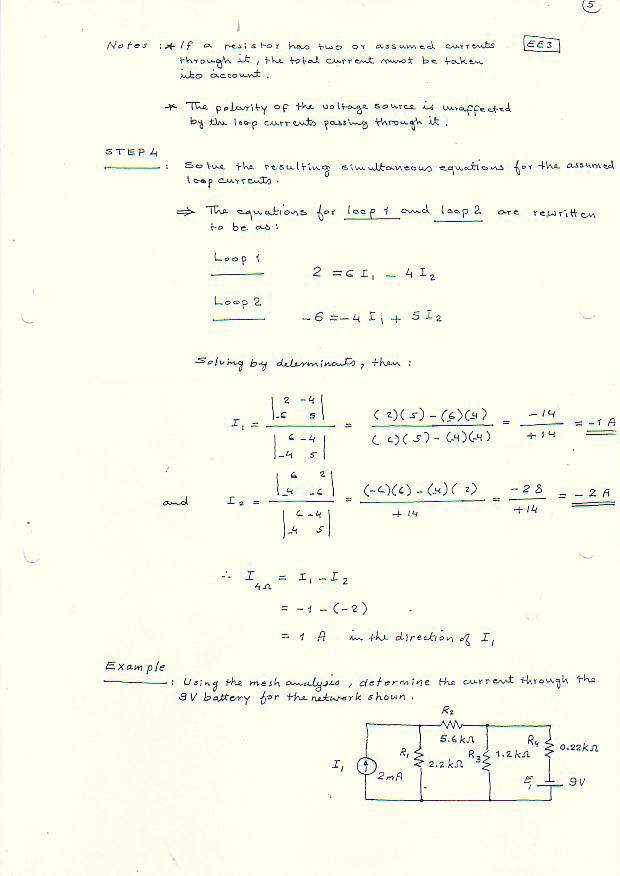 5
Notes : * If a resistor has two or assumed currents
EE3
through it, the total current must be taken
into account.
* The polarity of the voltage source is unaffected
by the loop currents passing through it.
STEP 4
: Solve the resulting simultaneous equations for the assumed
loop currents.
⇒ The equations for loop 1 and loop 2 are rewritten
to be as:
Loop 1
2 = 6 I₁ - 4 I₂
Loop 2
-6 = -4 I₁ + 5 I₂
Solving by determinants, then :
I₁ = |2 -4; -6 5| / |6 -4; -4 5| = (2)(5)-(6)(4) / (6)(5)-(4)(4) = -14 / +14 = -1 A
and I₂ = |6 2; -4 -6| / |6 -4; -4 5| = (-6)(6)-(-4)(2) / +14 = -28 / +14 = -2 A
∴ I4Ω = I₁ - I₂
= -1 - (-2)
= 1 A in the direction of I₁
Example
: Using the mesh analysis, determine the current through the
9V battery for the network shown.
R₂
5.6kΩ
R₁
2.2kΩ
R₃
1.2kΩ
R₄
0.22kΩ
I₁
2mA
E₁
9V